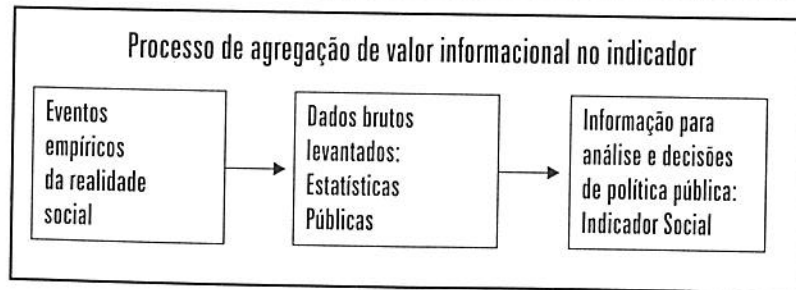 Processo de agregação de valor informacional no indicador
Eventos
empíricos
da realidade
social
Dados brutos
levantados:
Estatísticas
Públicas
Informação para
análise e decisões
de política pública:
Indicador Social